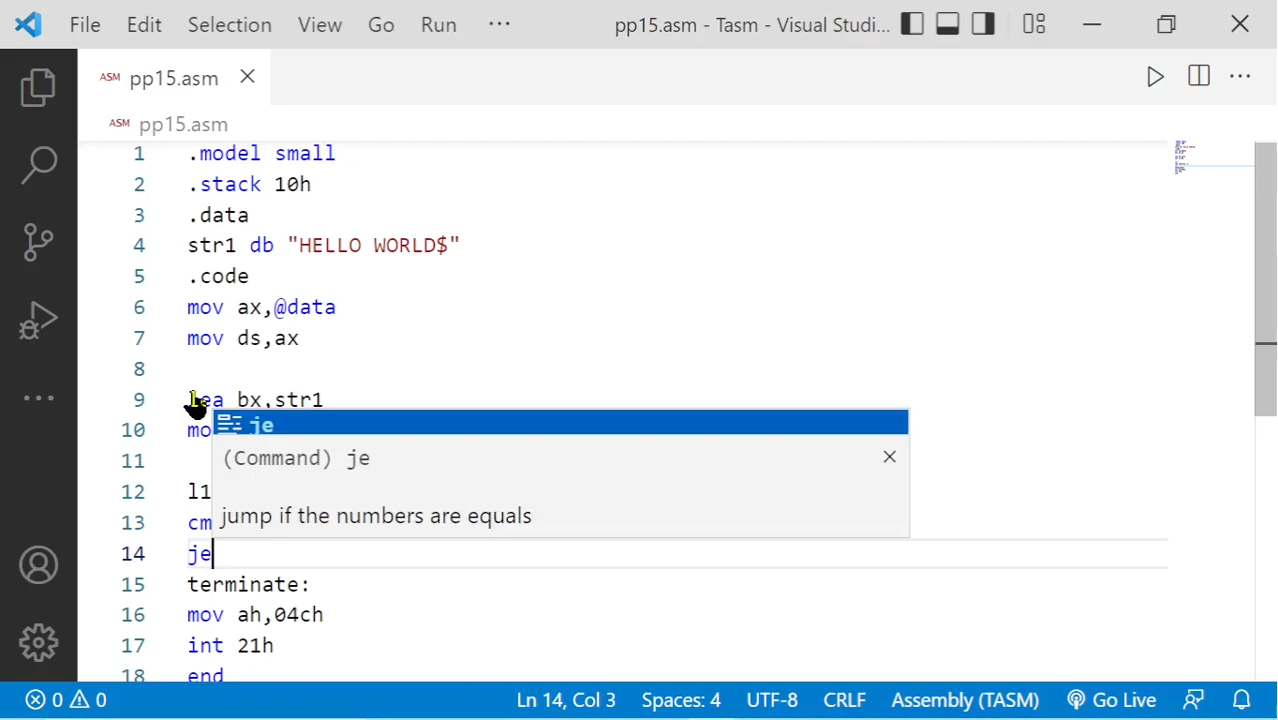 File Edit Selection View Go Run ··· pp15.asm - Tasm - Visual Studi...
ASM pp15.asm
ASM pp15.asm
1 .model small
2 .stack 10h
3 .data
4 str1 db "HELLO WORLD$"
5 .code
6 mov ax,@data
7 mov ds,ax
8
9 lea bx,str1
10 mo
je
(Command) je
11
12 l1
jump if the numbers are equals
13 cm
14 je
15 terminate:
16 mov ah,04ch
17 int 21h
18 end
0 0 Ln 14, Col 3 Spaces: 4 UTF-8 CRLF Assembly (TASM) Go Live